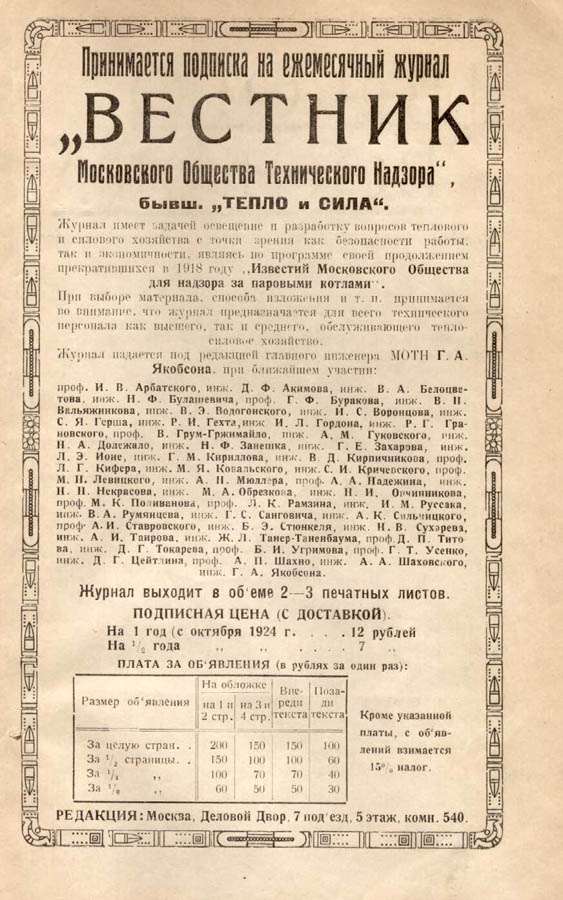 Принимается подписка на ежемесячный журнал
„ВЕСТНИК
Московского Общества Технического Надзора“,
бывш. „ТЕПЛО и СИЛА“.
Журнал имеет задачей освещение и разработку вопросов теплового
и силового хозяйства с точки зрения как безопасности работы,
так и экономичности, являясь по программе своей продолжением
прекратившихся в 1918 году „Известий Московского Общества
для надзора за паровыми котлами“.
При выборе материала, способа изложения и т. п. принимается
во внимание, что журнал предназначается для всего технического
персонала как высшего, так и среднего, обслуживающего тепло-
силовое хозяйство.
Журнал издается под редакцией главного инженера МОТН Г. А.
Якобсона, при ближайшем участии:
проф. И. В. Арбатского, инж. Д. Ф. Акимова, инж. В. А. Белоцве-
това, инж. Н. Ф. Булашевича, проф. Г. Ф. Буракова, инж. В. П.
Вальяжникова, инж. В. Э. Водогонского, инж. И. С. Воронцова, инж.
С. Я. Герша, инж. Р. И. Гехта, инж И. Л. Гордона, инж. Р. Г. Гра-
новского, проф. В. Грум-Гржимайло, инж. А. М. Гуковского, инж.
Н. А. Долежало, инж. Н. Ф. Занешка, инж. Г. Е. Захарова, инж.
Л. Э. Ионе, инж. Г. М. Кириллова, инж. В. Д. Кирпичникова, проф.
Л. Г. Кифера, инж. М. Я. Ковальского, инж. С. И. Кричевского, проф.
М. П. Левицкого, инж. А. П. Мюллера, проф. А. А. Надежина, инж.
Н. П. Некрасова, инж. М. А. Обрезкова, инж. Н. И. Овчинникова,
проф. М. К. Поливанова, проф. Л. К. Рамзина, инж. И. М. Руссака,
инж В. А. Румянцева, инж. Г. С. Санговича, инж. А. К. Сильницкого,
проф. А. И. Ставровского, инж. Б. Э. Стюнкеля, инж. Н. В. Сухарева,
инж. А. И. Таирова, инж. Ж. Л. Танер-Таненбаума, проф. Д. П. Тито-
ва, инж. Д. Г. Токарева, проф. Б. И. Угримова, проф. Г. Т. Усенко,
инж. Д. Г. Цейтлина, проф. А. П. Шахно, инж. А. А. Шаховского,
инж. Г. А. Якобсона.
Журнал выходит в об'еме 2—3 печатных листов.
ПОДПИСНАЯ ЦЕНА (С ДОСТАВКОЙ).
На 1 год (с октября 1924 г. . . . 12 рублей
На 1/2 года „ „ „ . . . . 7 „
ПЛАТА ЗА ОБ'ЯВЛЕНИЯ (в рублях за один раз):
Размер об'явления На обложке на 1 и 2 стр. на 3 и 4 стр. Впе- реди текста Поза- ди текста
За целую стран. . 200 150 150 100
За 1/2 страницы. . 150 100 100 60
За 1/4 „ 100 70 70 40
За 1/8 „ 60 50 50 30
Кроме указанной
платы, с об'яв-
лений взимается
15% налог.
РЕДАКЦИЯ: Москва, Деловой Двор, 7 под'езд, 5 этаж, комн. 540.